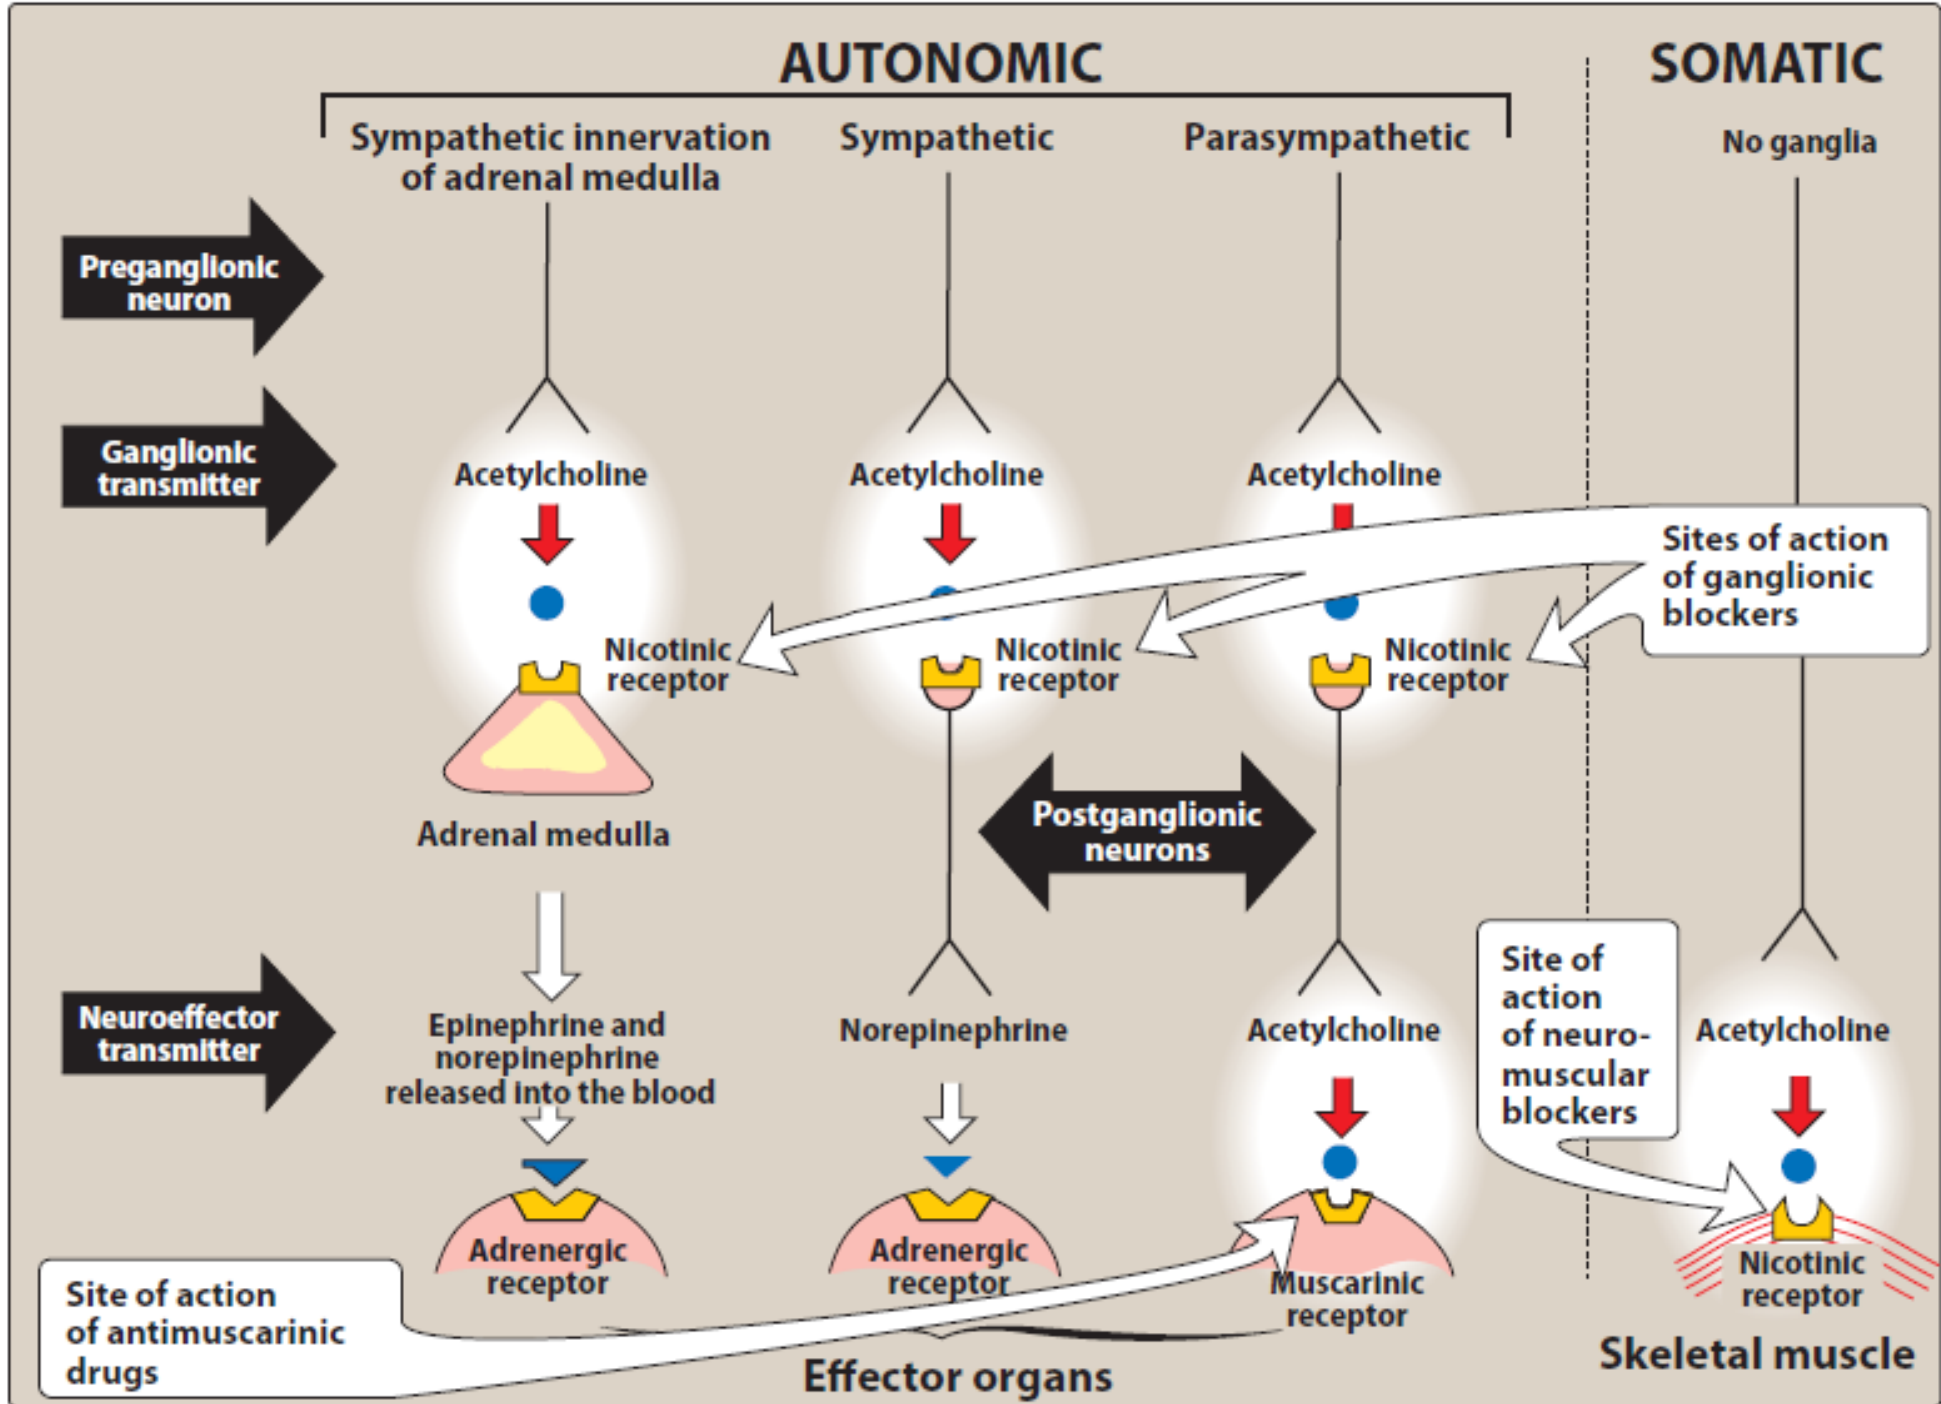 AUTONOMIC
SOMATIC
Sympathetic innervation
of adrenal medulla
Sympathetic
Parasympathetic
No ganglia
Preganglionic
neuron
Ganglionic
transmitter
Acetylcholine
Acetylcholine
Acetylcholine
Sites of action
of ganglionic
blockers
Nicotinic
receptor
Nicotinic
receptor
Nicotinic
receptor
Adrenal medulla
Postganglionic
neurons
Neuroeffector
transmitter
Epinephrine and
norepinephrine
released into the blood
Norepinephrine
Acetylcholine
Site of
action
of neuro-
muscular
blockers
Acetylcholine
Adrenergic
receptor
Adrenergic
receptor
Muscarinic
receptor
Nicotinic
receptor
Site of action
of antimuscarinic
drugs
Effector organs
Skeletal muscle